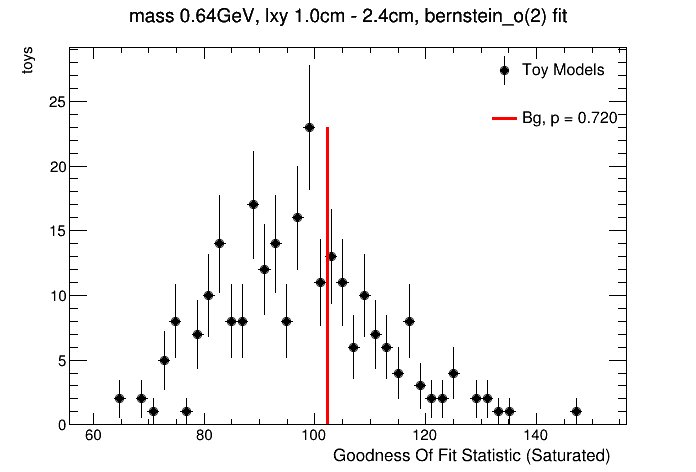 mass 0.64GeV, lxy 1.0cm - 2.4cm, bernstein_o(2) fit
toys
Toy Models
Bg, p = 0.720
25
20
15
10
5
0
60 80 100 120 140
Goodness Of Fit Statistic (Saturated)